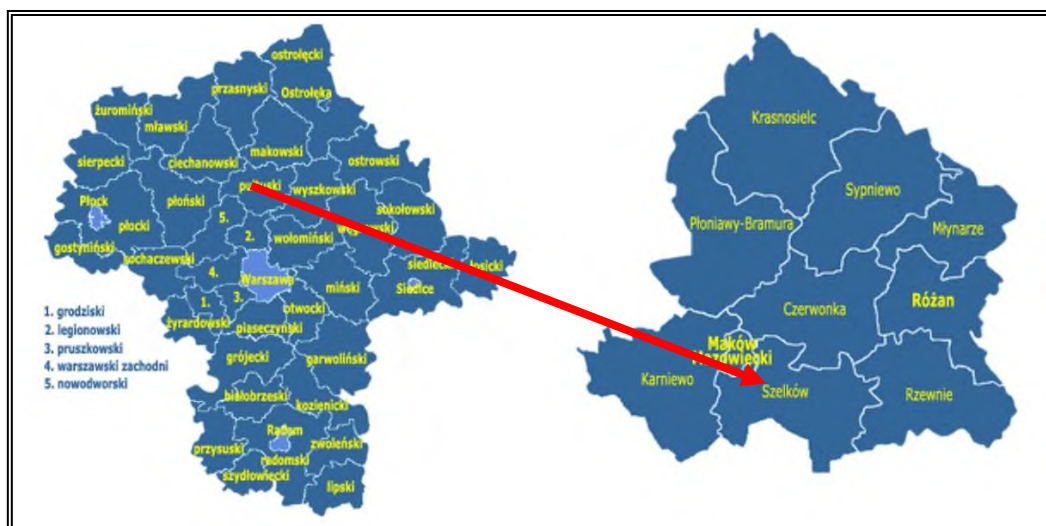 ostrołęcki
przasnyski
Ostrołęka
żuromiński
mławski
makowski
sierpecki
ciechanowski
ostrowski
pułtuski
wyszkowski
płoński
Płock
sokołowski
5.
węgrowski
płocki
2.
wołomiński
gostyniński
sochaczewski
siedlecki
łosicki
4.
Warszawa
miński
Siedlce
1.
3.
otwocki
żyrardowski
piaseczyński
grójecki
garwoliński
białobrzeski
kozienicki
Radom
przysuski
zwoleński
radomski
szydłowiecki
lipski
1. grodziski
2. legionowski
3. pruszkowski
4. warszawski zachodni
5. nowodworski
Krasnosielc
Sypniewo
Płoniawy-Bramura
Młynarze
Czerwonka
Różan
Maków
Mazowiecki
Karniewo
Szelków
Rzewnie